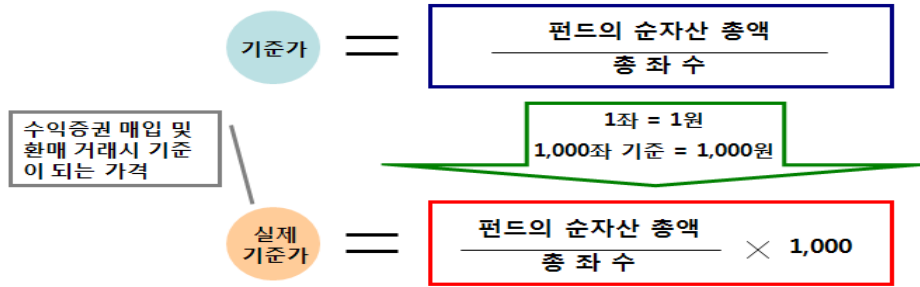 기준가
펀드의 순자산 총액
총 좌 수
수익증권 매입 및
환매 거래시 기준
이 되는 가격
1좌 = 1원
1,000좌 기준 = 1,000원
실제
기준가
펀드의 순자산 총액
총 좌 수
× 1,000